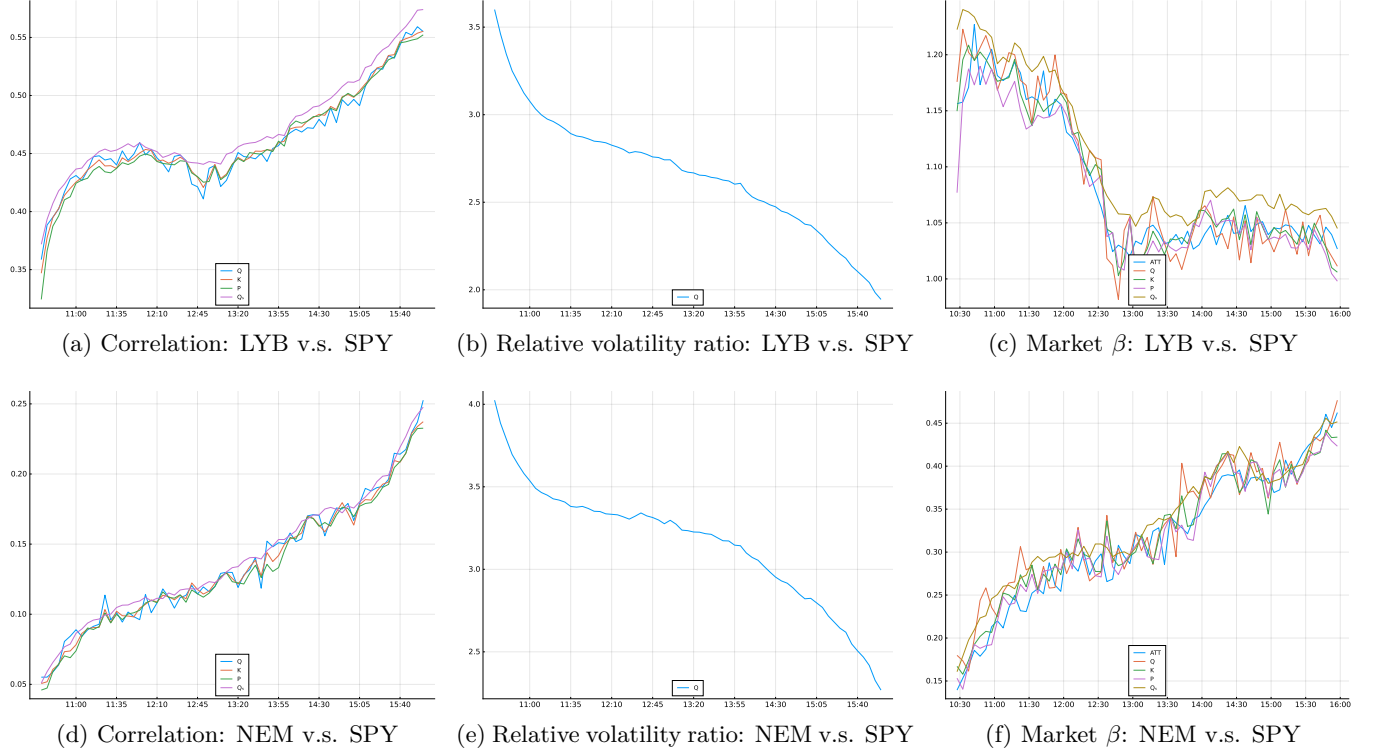 0.55
0.50
0.45
0.40
0.35
11:00 11:35 12:10 12:45 13:20 13:55 14:30 15:05 15:40
Q
K
P
Qₛ
3.5
3.0
2.5
2.0
11:00 11:35 12:10 12:45 13:20 13:55 14:30 15:05 15:40
Q
1.20
1.15
1.10
1.05
1.00
10:30 11:00 11:30 12:00 12:30 13:00 13:30 14:00 14:30 15:00 15:30 16:00
ATT
Q
K
P
Qₛ
(a) Correlation: LYB v.s. SPY
(b) Relative volatility ratio: LYB v.s. SPY
(c) Market β: LYB v.s. SPY
0.25
0.20
0.15
0.10
0.05
11:00 11:35 12:10 12:45 13:20 13:55 14:30 15:05 15:40
Q
K
P
Qₛ
4.0
3.5
3.0
2.5
11:00 11:35 12:10 12:45 13:20 13:55 14:30 15:05 15:40
Q
0.45
0.40
0.35
0.30
0.25
0.20
0.15
10:30 11:00 11:30 12:00 12:30 13:00 13:30 14:00 14:30 15:00 15:30 16:00
ATT
Q
K
P
Qₛ
(d) Correlation: NEM v.s. SPY
(e) Relative volatility ratio: NEM v.s. SPY
(f) Market β: NEM v.s. SPY